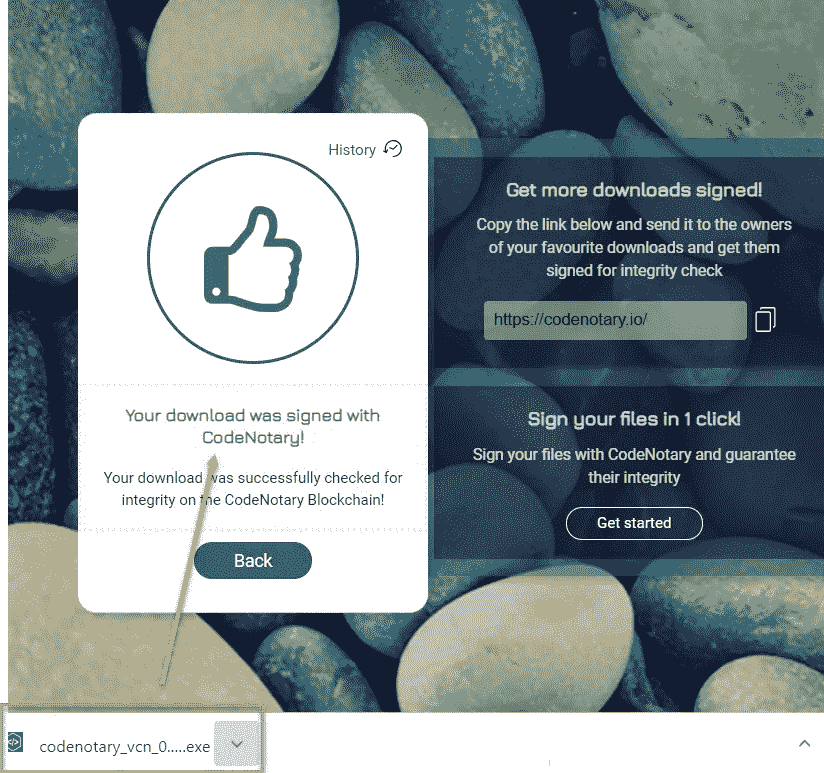 History
Your download was signed with
CodeNotary!
Your download was successfully checked for
integrity on the CodeNotary Blockchain!
Back
Get more downloads signed!
Copy the link below and send it to the owners
of your favourite downloads and get them
signed for integrity check
https://codenotary.io/
Sign your files in 1 click!
Sign your files with CodeNotary and guarantee
their integrity
Get started
codenotary_vcn_0.....exe